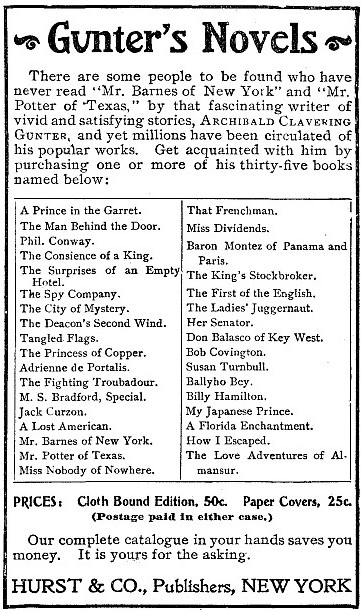 Gunter's Novels
There are some people to be found who have
never read "Mr. Barnes of New York" and "Mr.
Potter of Texas," by that fascinating writer of
vivid and satisfying stories, ARCHIBALD CLAVERING
GUNTER, and yet millions have been circulated of
his popular works. Get acquainted with him by
purchasing one or more of his thirty-five books
named below:
A Prince in the Garret.
The Man Behind the Door.
Phil. Conway.
The Consience of a King.
The Surprises of an Empty
Hotel.
The Spy Company.
The City of Mystery.
The Deacon's Second Wind.
Tangled Flags.
The Princess of Copper.
Adrienne de Portalis.
The Fighting Troubadour.
M. S. Bradford, Special.
Jack Curzon.
A Lost American.
Mr. Barnes of New York.
Mr. Potter of Texas.
Miss Nobody of Nowhere.
That Frenchman.
Miss Dividends.
Baron Montez of Panama and
Paris.
The King's Stockbroker.
The First of the English.
The Ladies' Juggernaut.
Her Senator.
Don Balasco of Key West.
Bob Covington.
Susan Turnbull.
Ballyho Bey.
Billy Hamilton.
My Japanese Prince.
A Florida Enchantment.
How I Escaped.
The Love Adventures of Al-
mansur.
PRICES: Cloth Bound Edition, 50c. Paper Covers, 25c.
(Postage paid in either case.)
Our complete catalogue in your hands saves you
money. It is yours for the asking.
HURST & CO., Publishers, NEW YORK